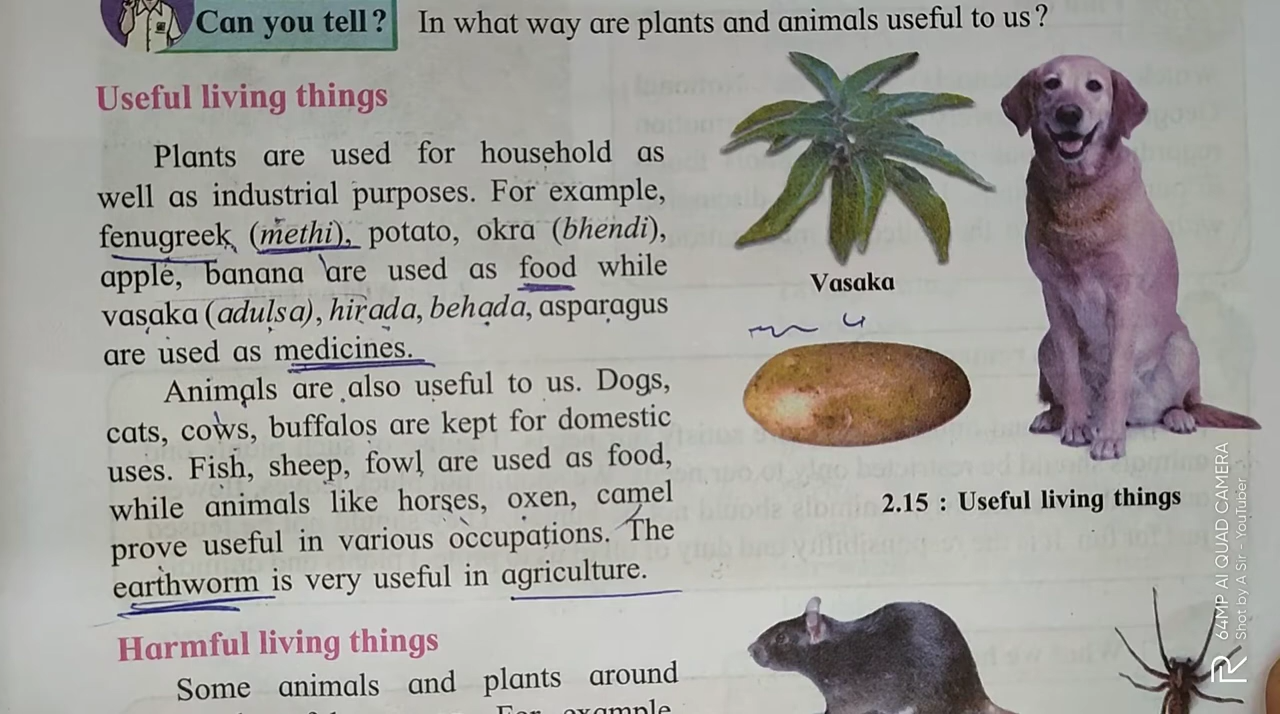 Can you tell? In what way are plants and animals useful to us?
Useful living things
Plants are used for household as
well as industrial purposes. For example,
fenugreek (methi), potato, okra (bhendi),
apple, banana are used as food while
vasaka (adulsa), hirada, behada, asparagus
are used as medicines.
Animals are also useful to us. Dogs,
cats, cows, buffalos are kept for domestic
uses. Fish, sheep, fowl are used as food,
while animals like horses, oxen, camel
prove useful in various occupations. The
earthworm is very useful in agriculture.
Vasaka
2.15 : Useful living things
Harmful living things
Some animals and plants around
For example
64MP AI QUAD CAMERA
Shot by A Sir - YouTuber